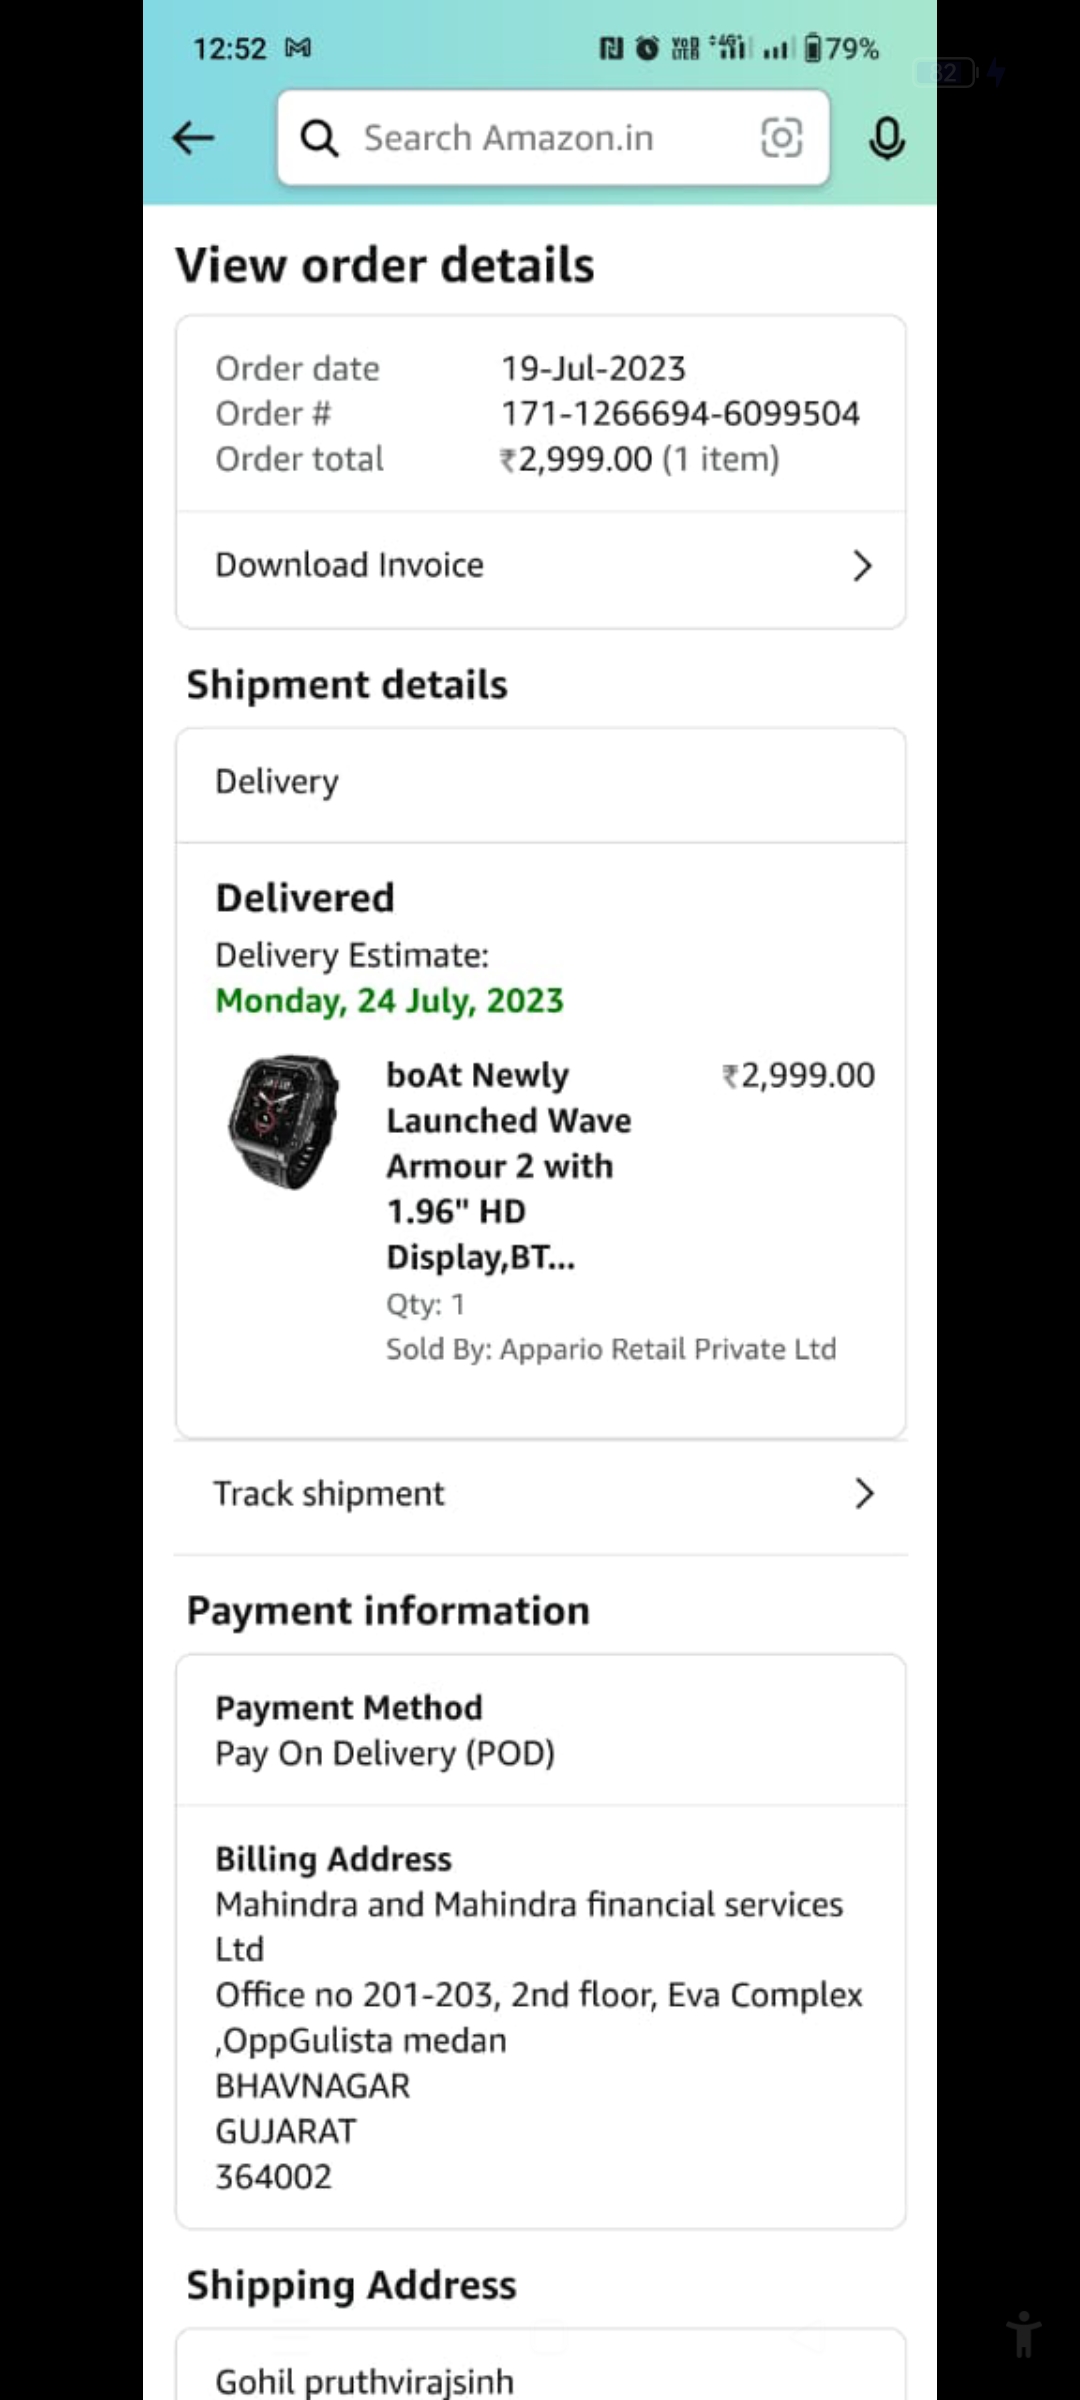 12:52
79%
82
Search Amazon.in
View order details
Order date 19-Jul-2023
Order # 171-1266694-6099504
Order total ₹2,999.00 (1 item)
Download Invoice
Shipment details
Delivery
Delivered
Delivery Estimate:
Monday, 24 July, 2023
boAt Newly ₹2,999.00
Launched Wave
Armour 2 with
1.96" HD
Display,BT...
Qty: 1
Sold By: Appario Retail Private Ltd
Track shipment
Payment information
Payment Method
Pay On Delivery (POD)
Billing Address
Mahindra and Mahindra financial services
Ltd
Office no 201-203, 2nd floor, Eva Complex
,OppGulista medan
BHAVNAGAR
GUJARAT
364002
Shipping Address
Gohil pruthvirajsinh